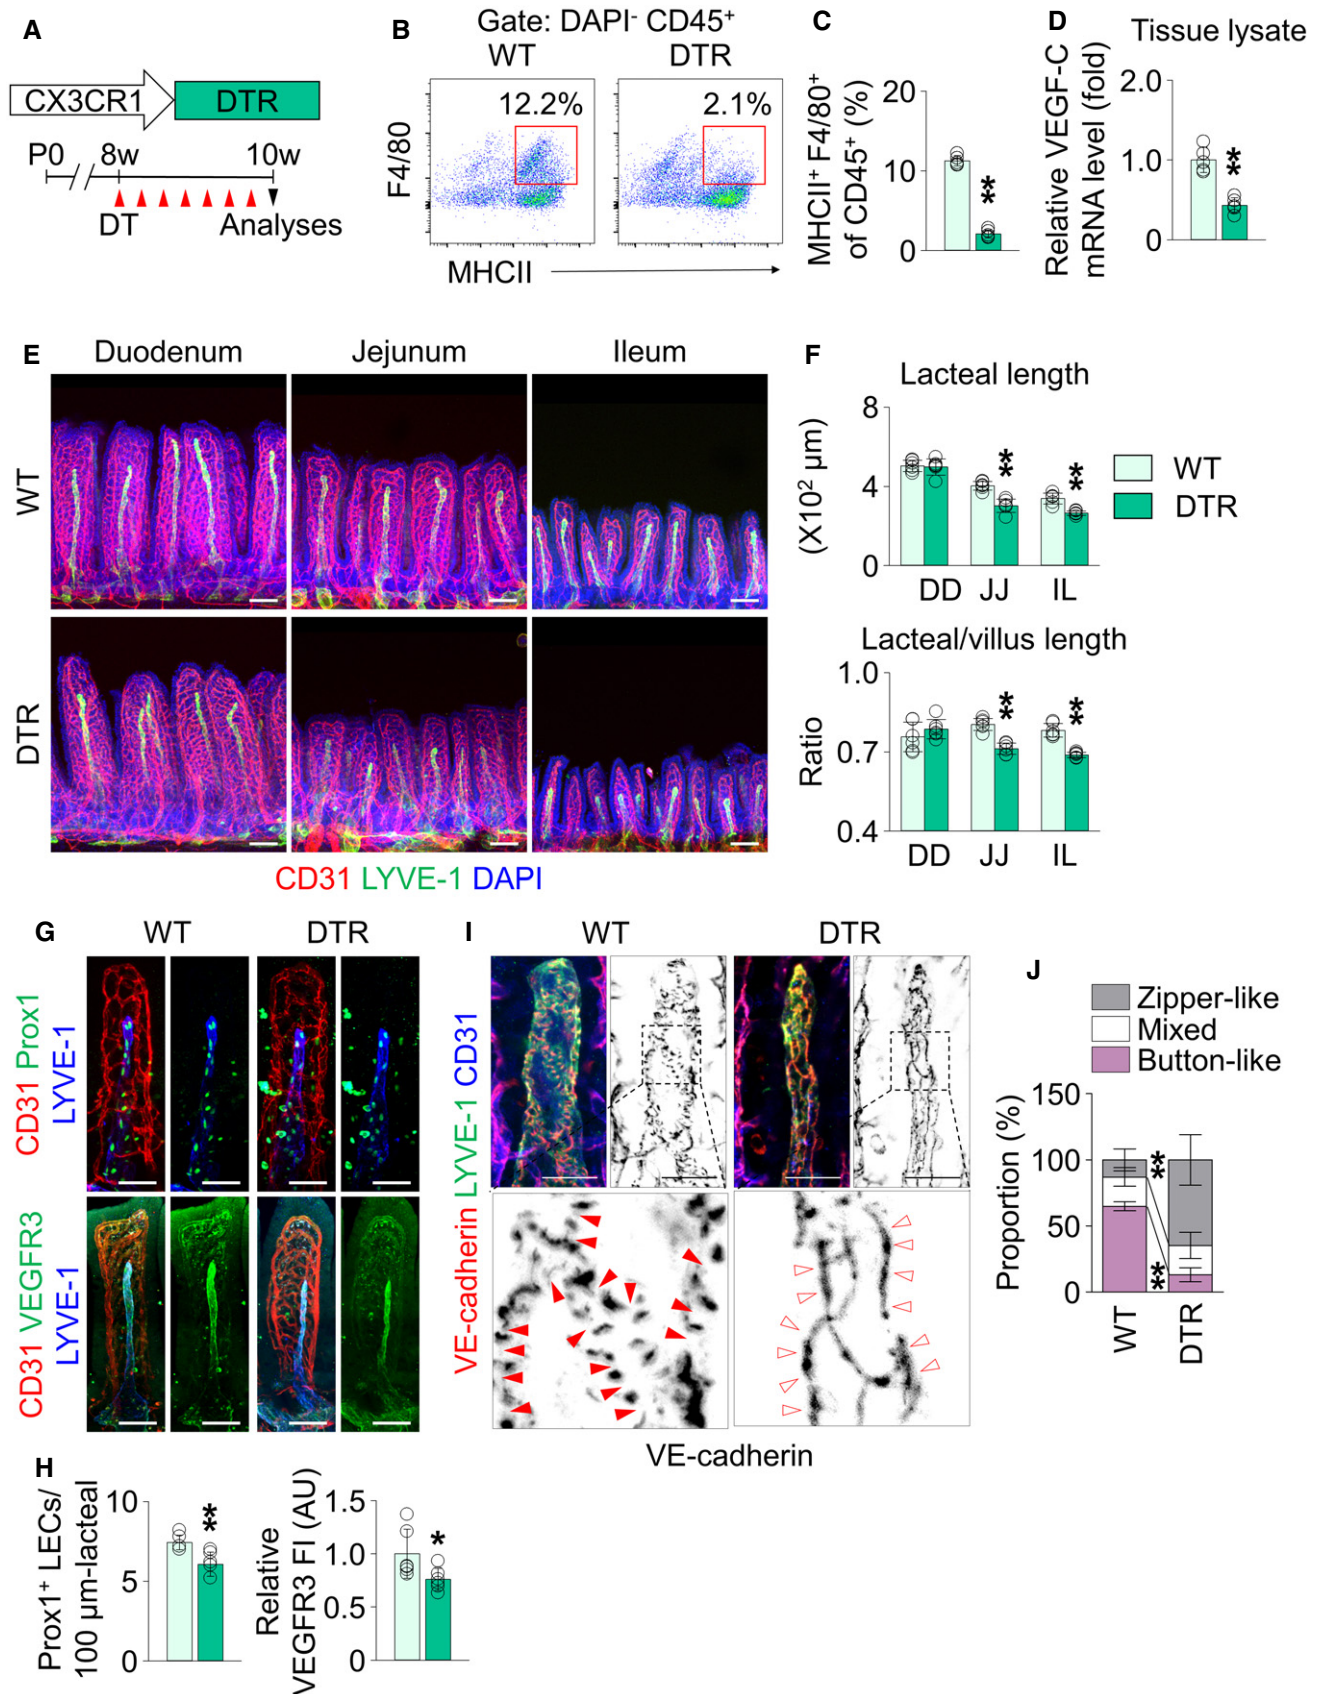 A
CX3CR1
DTR
P0
8w
10w
DT
Analyses
B
Gate: DAPI⁻ CD45⁺
WT
DTR
12.2%
2.1%
F4/80
MHCII
C
MHCII⁺ F4/80⁺
of CD45⁺ (%)
20
10
0
**
D
Tissue lysate
Relative VEGF-C
mRNA level (fold)
2.0
1.0
0
**
E
Duodenum
Jejunum
Ileum
WT
DTR
CD31 LYVE-1 DAPI
F
Lacteal length
(X10² µm)
8
4
0
**
**
DD
JJ
IL
WT
DTR
Lacteal/villus length
Ratio
1.0
0.7
0.4
**
**
DD
JJ
IL
G
WT
DTR
CD31 Prox1
LYVE-1
CD31 VEGFR3
LYVE-1
H
Prox1⁺ LECs/
100 µm-lacteal
10
5
0
**
Relative
VEGFR3 FI (AU)
1.5
1.0
0.5
0
*
I
WT
DTR
VE-cadherin LYVE-1 CD31
VE-cadherin
J
Zipper-like
Mixed
Button-like
Proportion (%)
150
100
50
0
**
**
WT
DTR